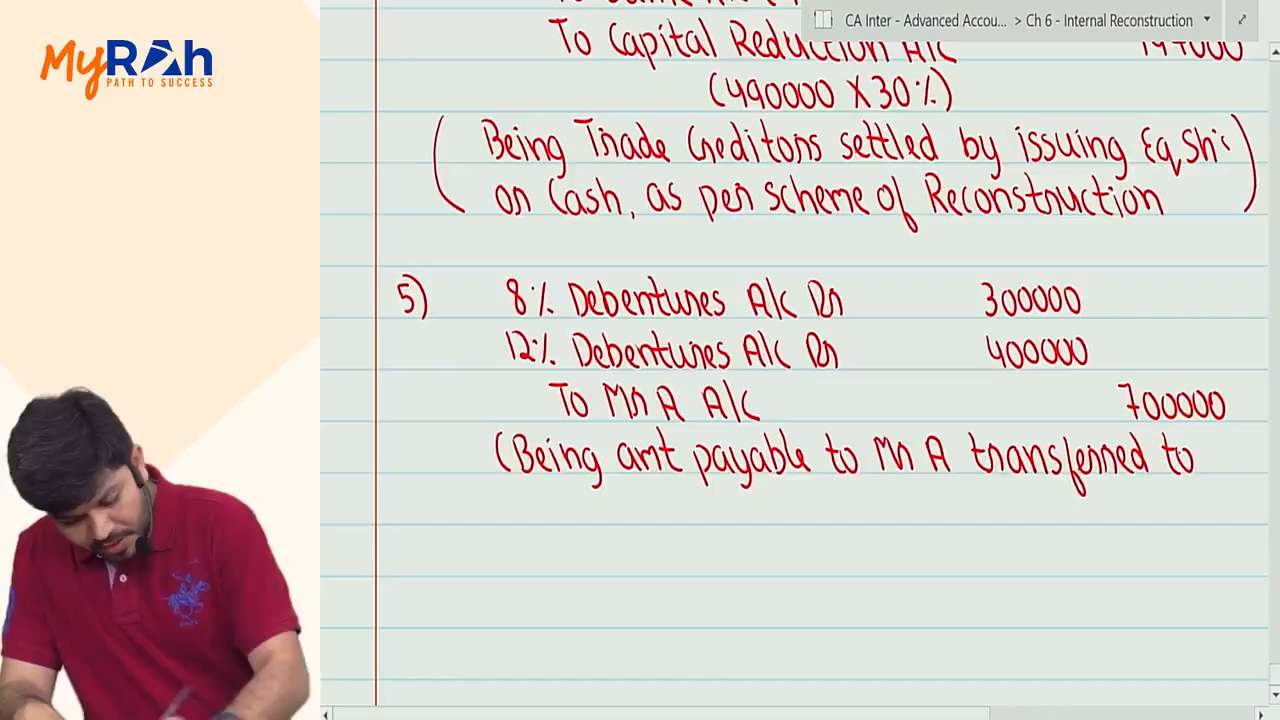 MyRAh
PATH TO SUCCESS
CA Inter - Advanced Accou... > Ch 6 - Internal Reconstruction
To Capital Reduction A/c
(490000 X 30%)
(Being Trade Creditors settled by issuing Eq Shs
or Cash, as per scheme of Reconstruction)
5) 8% Debentures A/c Dr 300000
12% Debentures A/c Dr 400000
To Mr A A/c 700000
(Being amt payable to Mr A transferred to